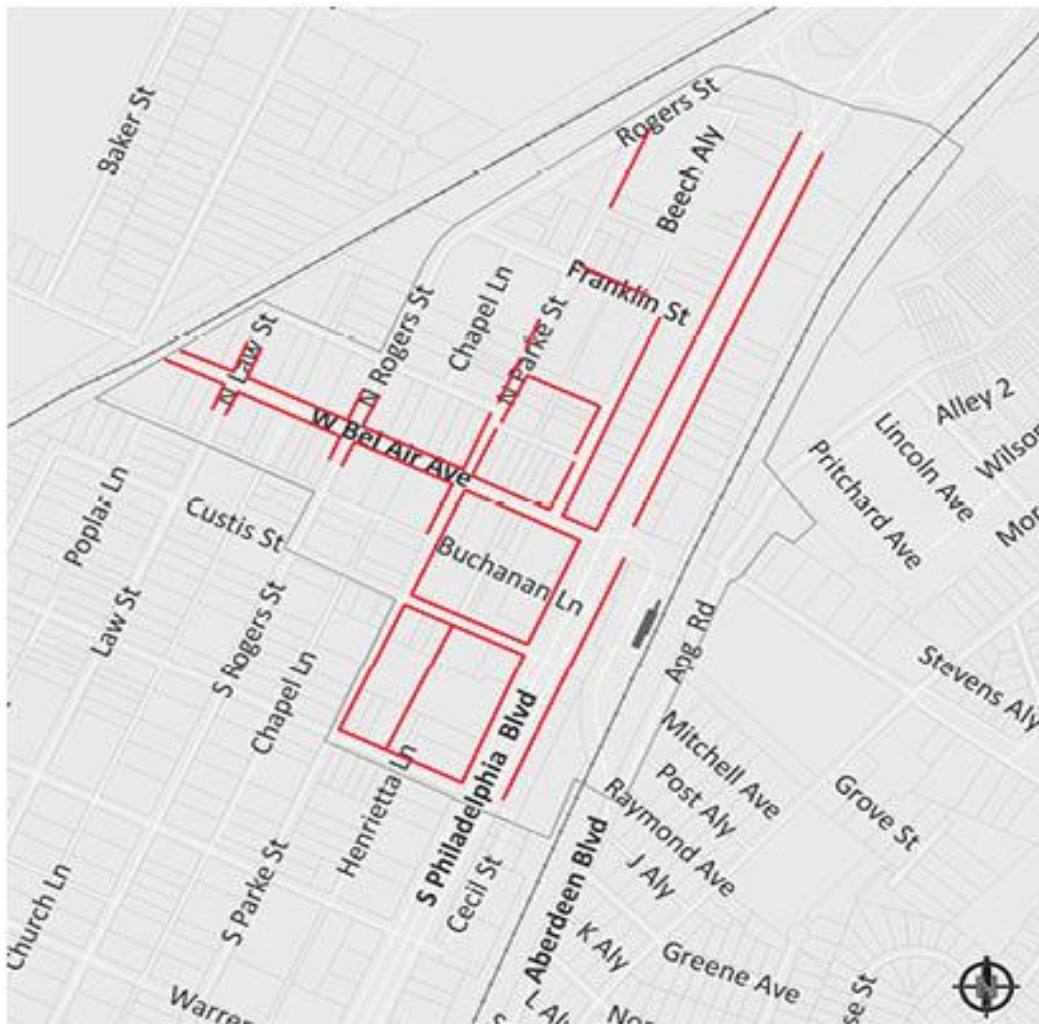 Rogers St
Baker St
Beech Aly
Franklin St
Chapel Ln
N Parke St
N Rogers St
N Law St
W Bel Air Ave
Alley 2
Lincoln Ave
Pritchard Ave
Poplar Ln
Custis St
Buchanan Ln
Law St
S Rogers St
Chapel Ln
Stevens Aly
Mitchell Ave
Post Aly
Raymond Ave
Grove St
Henrietta Ln
S Philadelphia Blvd
J Aly
S Parke St
Cecil St
Aberdeen Blvd
Church Ln
K Aly
Greene Ave
Warren
L Aly
N